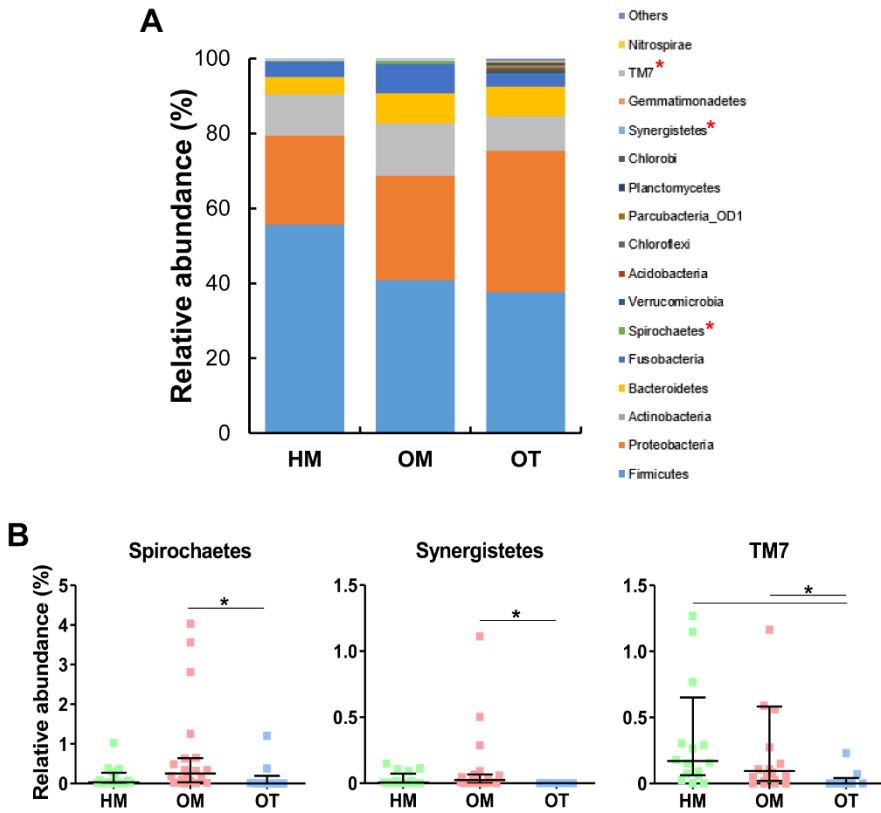 A
Relative abundance (%)
100
80
60
40
20
0
HM OM OT
Others
Nitrospirae
TM7 *
Gemmatimonadetes
Synergistetes *
Chlorobi
Planctomycetes
Parcubacteria_OD1
Chloroflexi
Acidobacteria
Verrucomicrobia
Spirochaetes *
Fusobacteria
Bacteroidetes
Actinobacteria
Proteobacteria
Firmicutes
B
Relative abundance (%)
Spirochaetes
5
4
3
2
1
0
*
HM OM OT
Synergistetes
1.5
1.0
0.5
0
*
HM OM OT
TM7
1.5
1.0
0.5
0
*
HM OM OT